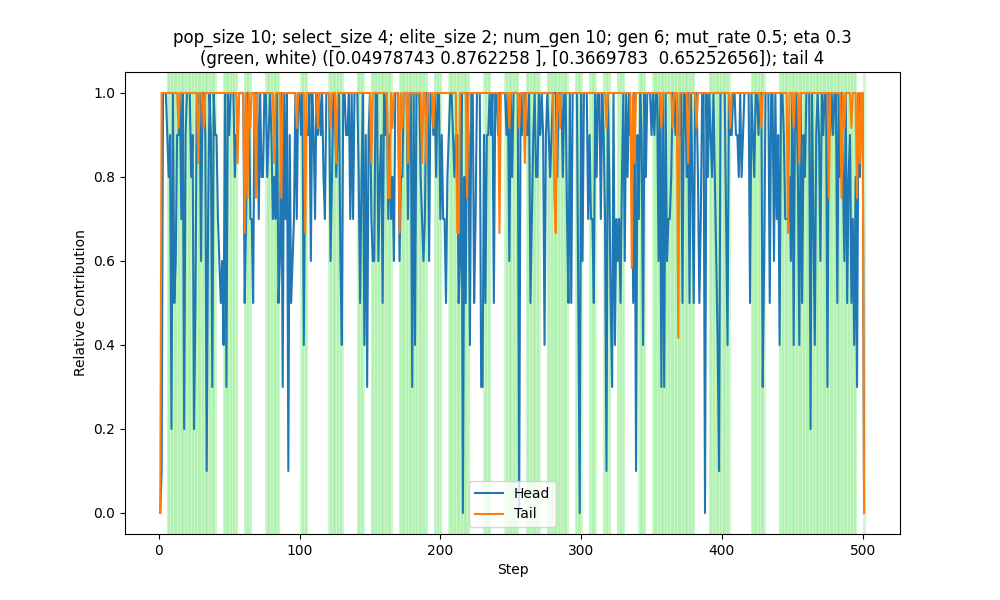 pop_size 10; select_size 4; elite_size 2; num_gen 10; gen 6; mut_rate 0.5; eta 0.3
(green, white) ([0.04978743 0.8762258 ], [0.3669783  0.65252656]); tail 4
1.0
0.8
0.6
0.4
0.2
0.0
Relative Contribution
Head
Tail
0 100 200 300 400 500
Step